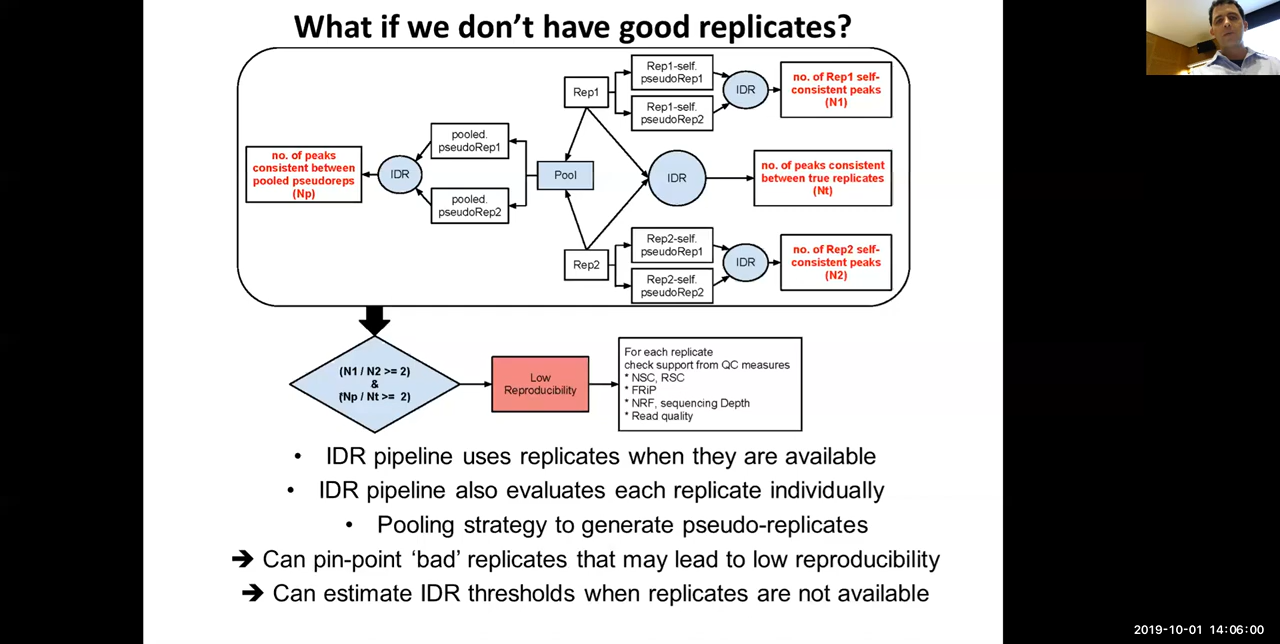 What if we don't have good replicates?
Rep1-self.
pseudoRep1
Rep1
Rep1-self.
pseudoRep2
IDR
no. of Rep1 self-
consistent peaks
(N1)
no. of peaks
consistent between
pooled pseudoreps
(Np)
IDR
pooled.
pseudoRep1
pooled.
pseudoRep2
Pool
IDR
no. of peaks consistent
between true replicates
(Nt)
Rep2
Rep2-self.
pseudoRep1
Rep2-self.
pseudoRep2
IDR
no. of Rep2 self-
consistent peaks
(N2)
(N1 / N2 >= 2)
&
(Np / Nt >= 2)
Low
Reproducibility
For each replicate
check support from QC measures
* NSC, RSC
* FRiP
* NRF, sequencing Depth
* Read quality
• IDR pipeline uses replicates when they are available
• IDR pipeline also evaluates each replicate individually
• Pooling strategy to generate pseudo-replicates
➔ Can pin-point ‘bad’ replicates that may lead to low reproducibility
➔ Can estimate IDR thresholds when replicates are not available
2019-10-01 14:06:00